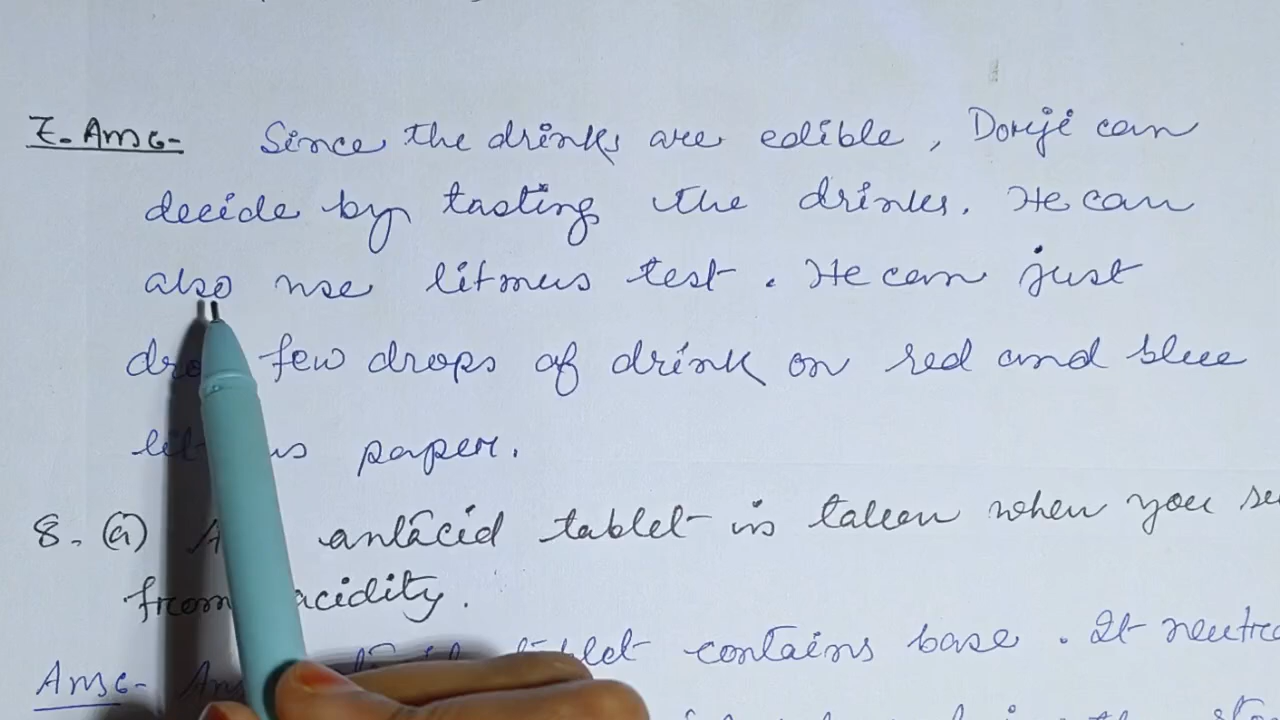 7. Ans:- Since the drinks are edible, Dorji can
decide by tasting the drinks. He can
also use litmus test. He can just
few drops of drink on red and blue
paper.
8. (a) antacid tablet is taken when you
from acidity.
Ans:- tablet contains base. It